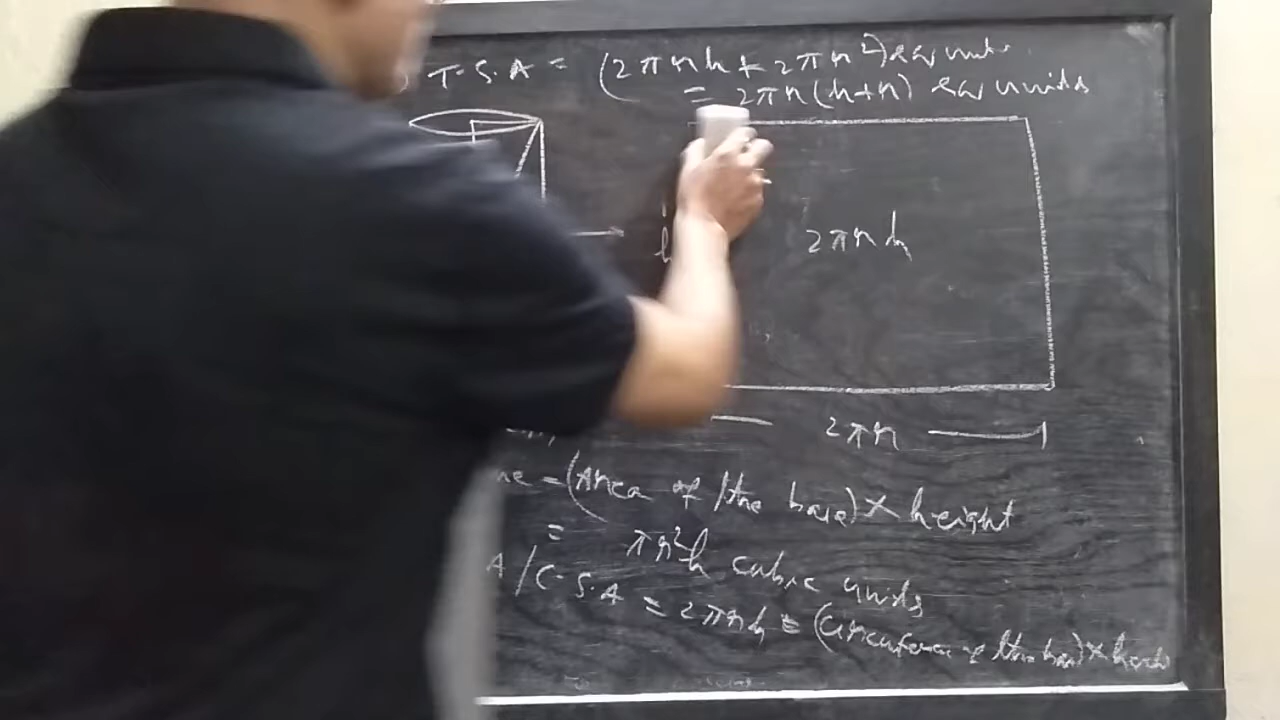 ) T.S.A = (2πrh + 2πr²) sq units
= 2πr(h+r) sq units
h
2πrh
2πr
me = (Area of the base) × height
= πr²h cubic units
A/C.S.A = 2πrh = (circumference of the base) ×